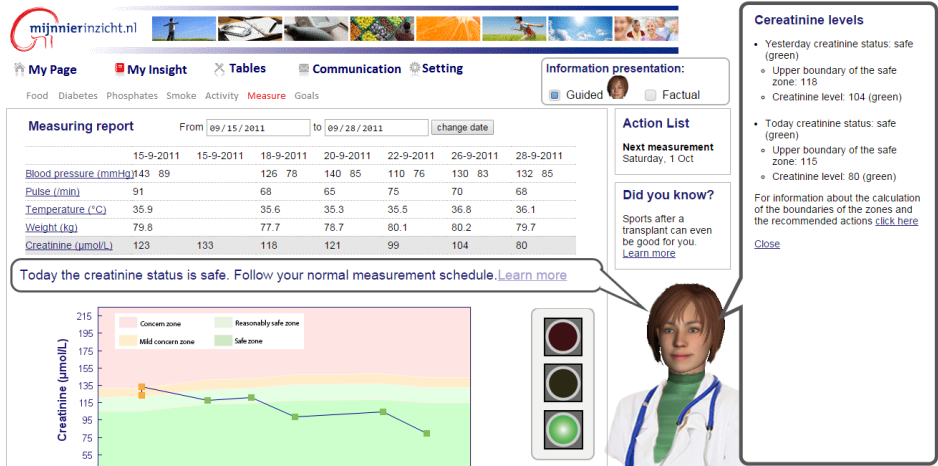 mijnnierinzicht.nl
My Page My Insight Tables Communication Setting
Food Diabetes Phosphates Smoke Activity Measure Goals
Information presentation:
Guided Factual
Measuring report From 09/15/2011 to 09/28/2011 change date
15-9-2011 15-9-2011 18-9-2011 20-9-2011 22-9-2011 26-9-2011 28-9-2011
Blood pressure (mmHg) 143 89 126 78 140 85 110 76 130 83 132 85
Pulse (/min) 91 68 65 75 70 68
Temperature (°C) 35.9 35.6 35.3 35.5 36.8 36.1
Weight (kg) 79.8 77.7 78.7 80.1 80.2 79.7
Creatinine (µmol/L) 123 133 118 121 99 104 80
Action List
Next measurement
Saturday, 1 Oct
Did you know?
Sports after a
transplant can even
be good for you.
Learn more
Today the creatinine status is safe. Follow your normal measurement schedule. Learn more
Creatinine (µmol/L)
215
195
175
155
135
115
95
75
55
Concern zone Reasonably safe zone
Mild concern zone Safe zone
Cereatinine levels
• Yesterday creatinine status: safe
(green)
Upper boundary of the safe
zone: 118
Creatinine level: 104 (green)
• Today creatinine status: safe
(green)
Upper boundary of the safe
zone: 115
Creatinine level: 80 (green)
For information about the calculation
of the boundaries of the zones and
the recommended actions click here
Close